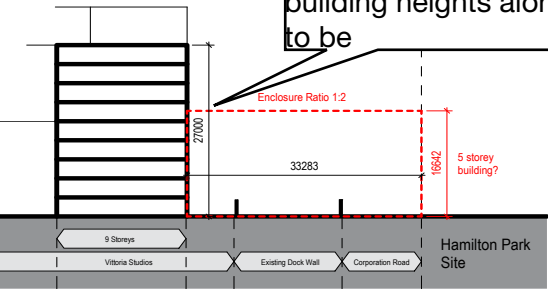 building heights alon
to be
Enclosure Ratio 1:2
27000
33283
16642
5 storey
building?
9 Storeys
Vittoria Studios
Existing Dock Wall
Corporation Road
Hamilton Park
Site